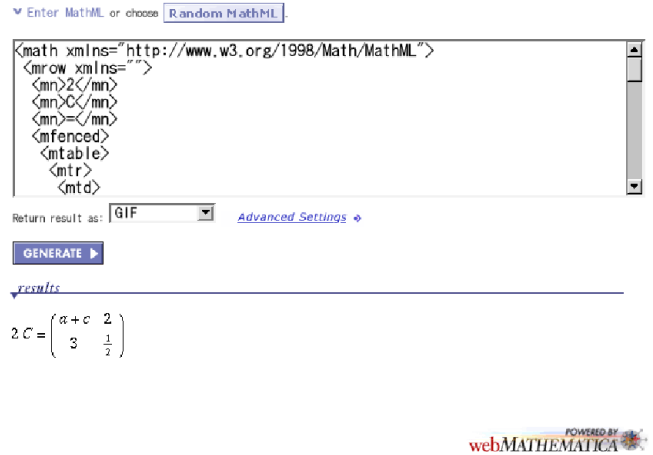 Enter MathML or choose Random MathML.
<math xmlns="http://www.w3.org/1998/Math/MathML">
<mrow xmlns="">
<mn>2</mn>
<mn>C</mn>
<mn>=</mn>
<mfenced>
<mtable>
<mtr>
<mtd>
Return result as: GIF Advanced Settings
GENERATE
results
2 C = ( a + c 2
3 1/2 )
POWERED BY
webMATHEMATICA